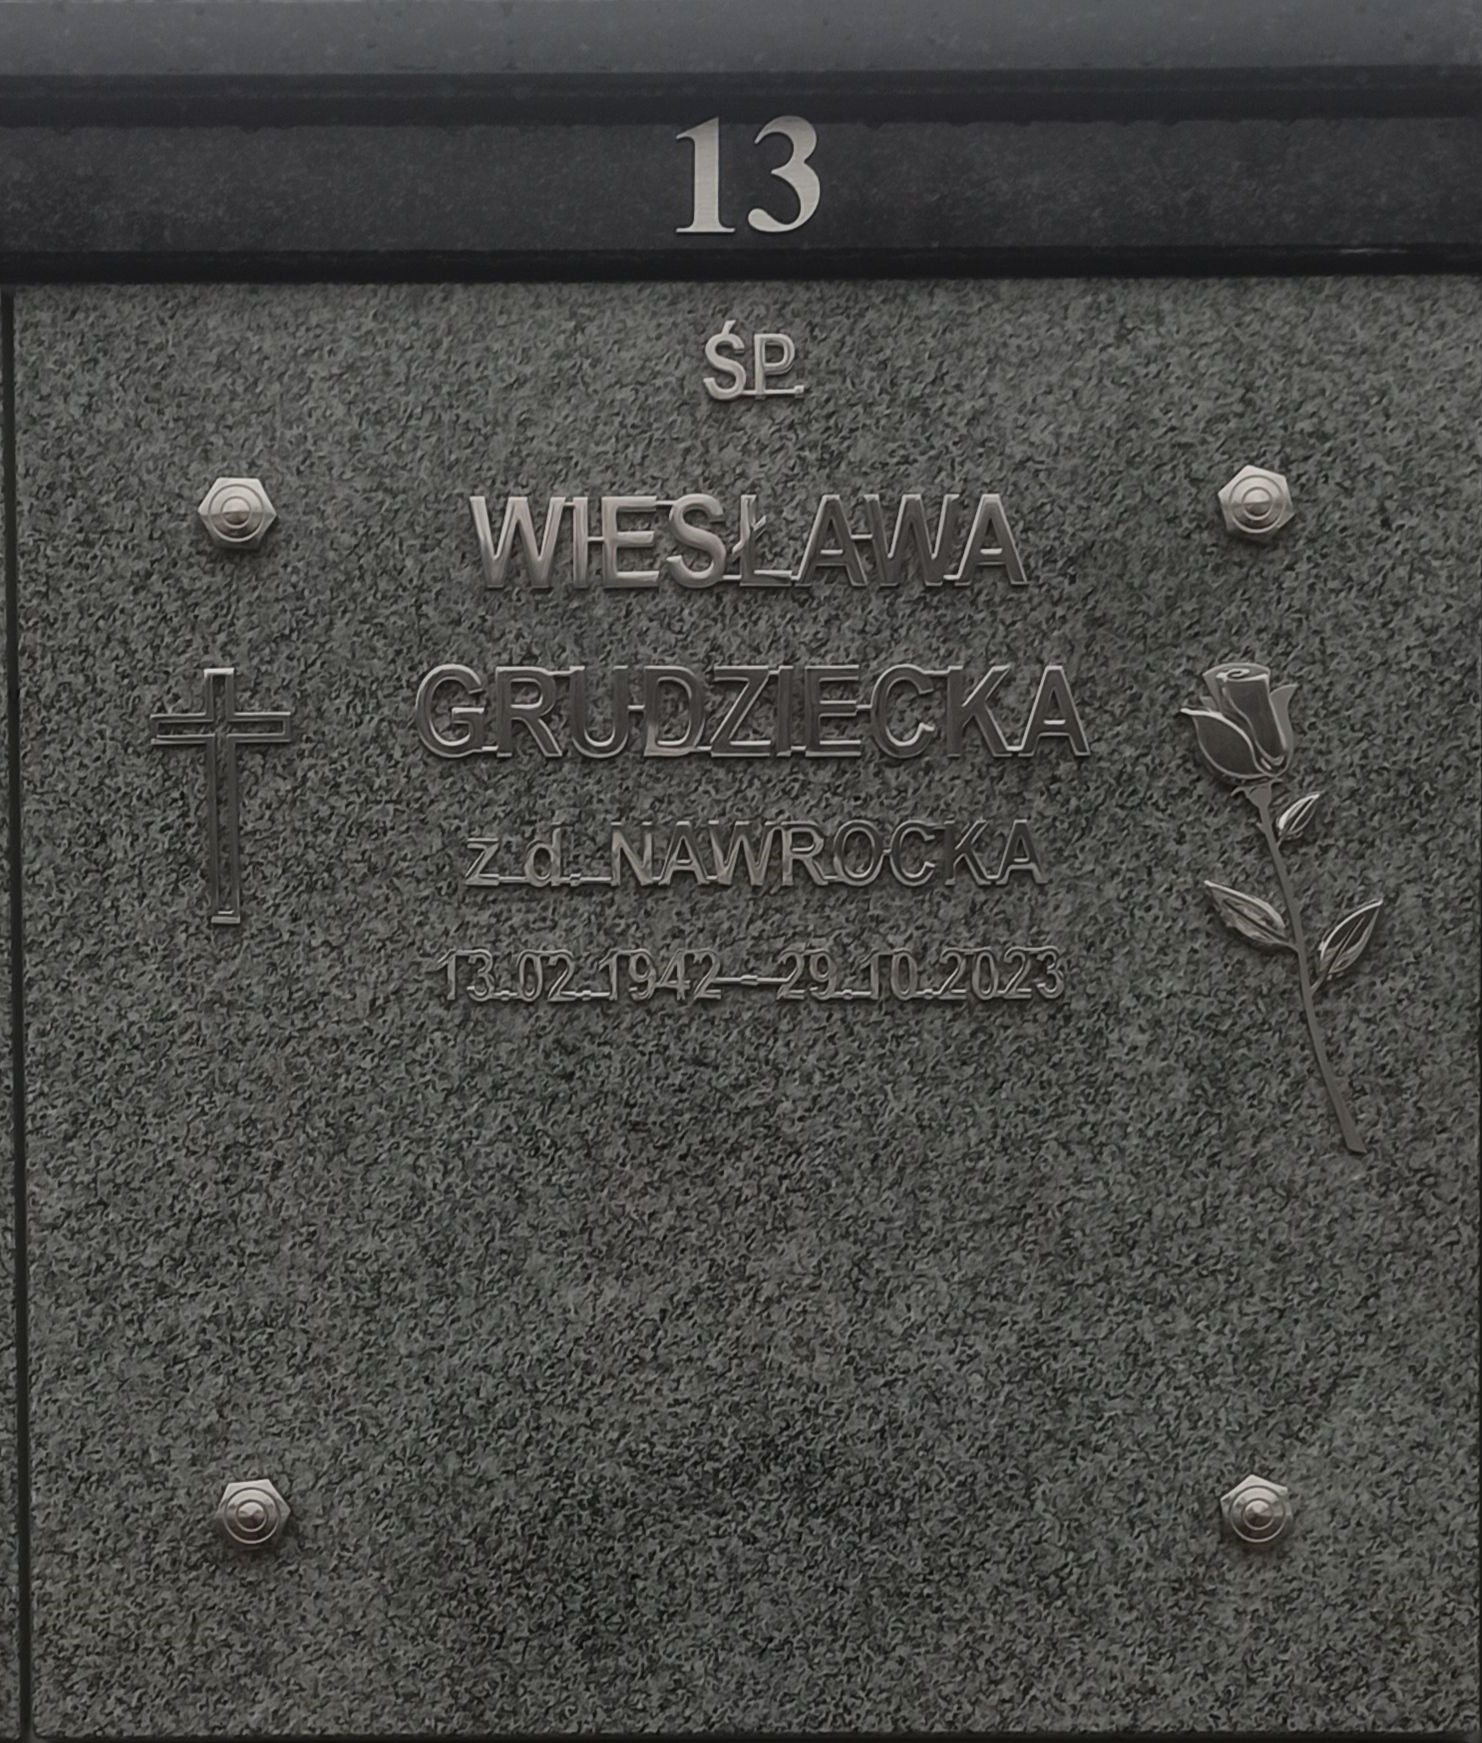 13
ŚP.
WIESŁAWA
GRUDZIECKA
z d. NAWROCKA
13.02.1942 – 29.10.2023